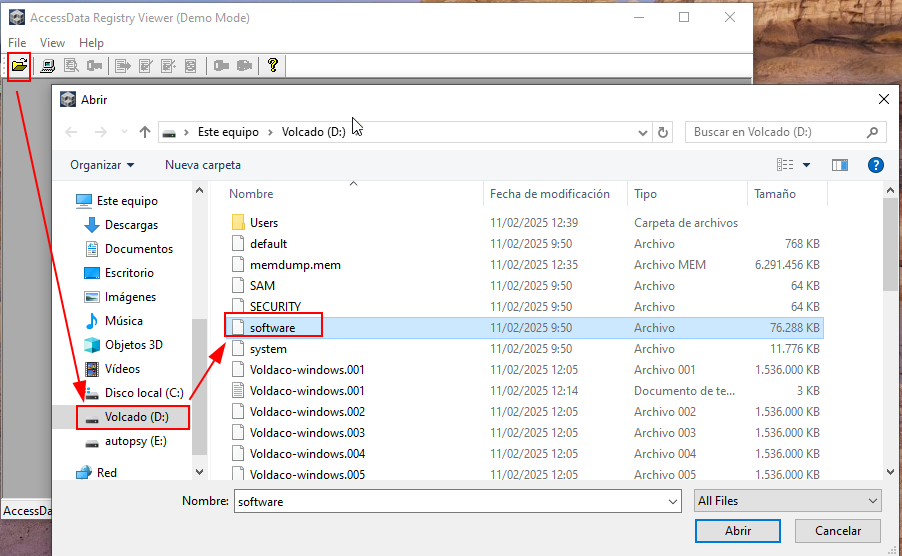 AccessData Registry Viewer (Demo Mode)
File View Help
Abrir
Este equipo Volcado (D:)
Buscar en Volcado (D:)
Organizar Nueva carpeta
Este equipo
Descargas
Documentos
Escritorio
Imágenes
Música
Objetos 3D
Vídeos
Disco local (C:)
Volcado (D:)
autopsy (E:)
Red
Nombre Fecha de modificación Tipo Tamaño
Users 11/02/2025 12:39 Carpeta de archivos
default 11/02/2025 9:50 Archivo 768 KB
memdump.mem 11/02/2025 12:35 Archivo MEM 6.291.456 KB
SAM 11/02/2025 9:50 Archivo 64 KB
SECURITY 11/02/2025 9:50 Archivo 64 KB
software 11/02/2025 9:50 Archivo 76.288 KB
system 11/02/2025 9:50 Archivo 11.776 KB
Voldaco-windows.001 11/02/2025 12:05 Archivo 001 1.536.000 KB
Voldaco-windows.001 11/02/2025 12:14 Documento de te... 3 KB
Voldaco-windows.002 11/02/2025 12:05 Archivo 002 1.536.000 KB
Voldaco-windows.003 11/02/2025 12:05 Archivo 003 1.536.000 KB
Voldaco-windows.004 11/02/2025 12:05 Archivo 004 1.536.000 KB
Voldaco-windows.005 11/02/2025 12:05 Archivo 005 1.536.000 KB
Nombre: software All Files
Abrir Cancelar
AccessDa